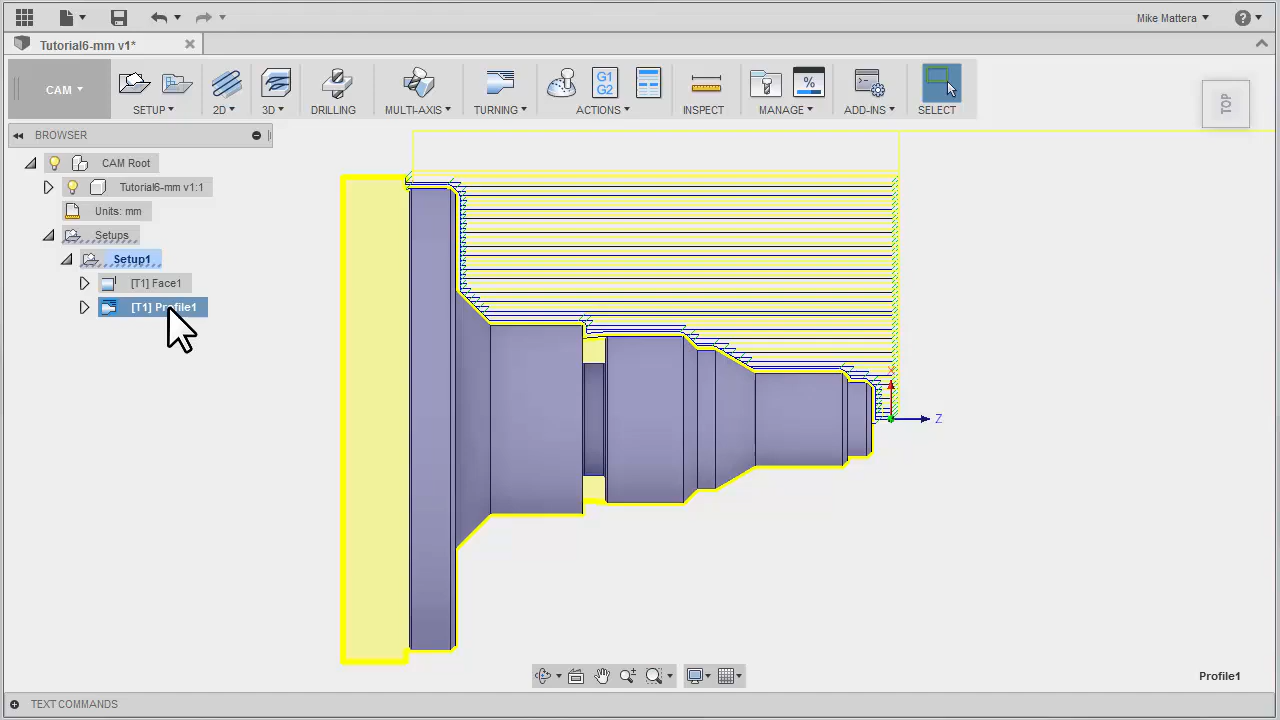 Mike Mattera
Tutorial6-mm v1*
CAM
SETUP
2D
3D
DRILLING
MULTI-AXIS
TURNING
G1
G2
ACTIONS
INSPECT
%
MANAGE
ADD-INS
SELECT
TOP
BROWSER
CAM Root
Tutorial6-mm v1:1
Units: mm
Setups
Setup1
[T1] Face1
[T1] Profile1
X
Z
Profile1
TEXT COMMANDS